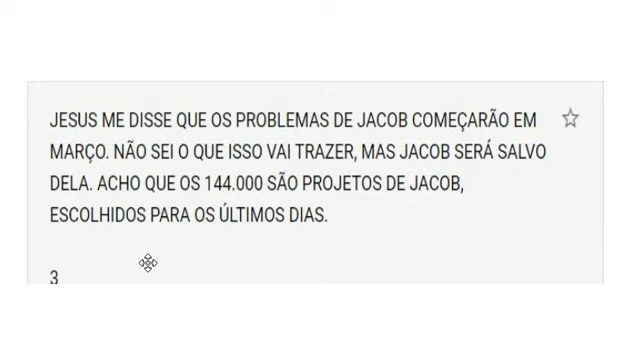 JESUS ME DISSE QUE OS PROBLEMAS DE JACOB COMEÇARÃO EM
MARÇO. NÃO SEI O QUE ISSO VAI TRAZER, MAS JACOB SERÁ SALVO
DELA. ACHO QUE OS 144.000 SÃO PROJETOS DE JACOB,
ESCOLHIDOS PARA OS ÚLTIMOS DIAS.
3